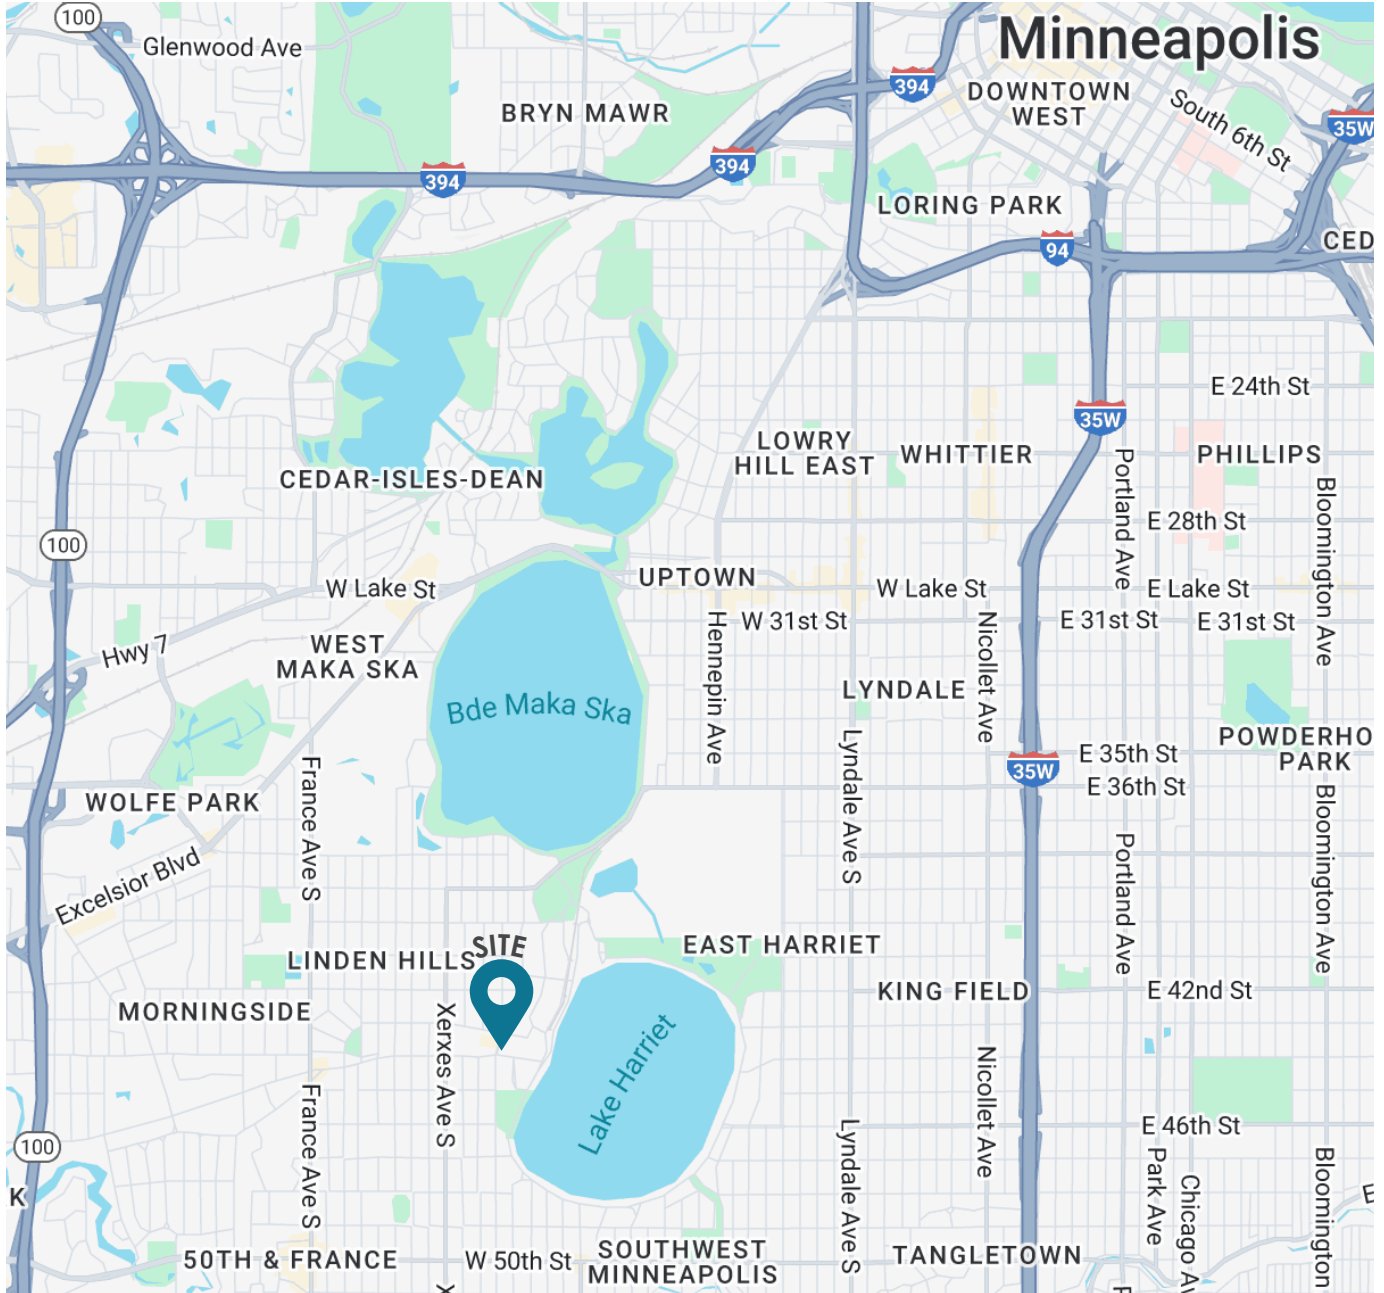 100
Glenwood Ave
Minneapolis
394
DOWNTOWN
WEST
BRYN MAWR
South 6th St
35W
394
394
LORING PARK
94
CED
E 24th St
35W
LOWRY
HILL EAST
WHITTIER
PHILLIPS
CEDAR-ISLES-DEAN
Portland Ave
Bloomington Ave
E 28th St
100
UPTOWN
W Lake St
W Lake St
E Lake St
W 31st St
E 31st St
E 31st St
Hwy 7
WEST
MAKA SKA
Hennepin Ave
Nicollet Ave
LYNDALE
Bde Maka Ska
POWDERHO
PARK
E 35th St
35W
E 36th St
WOLFE PARK
France Ave S
Lyndale Ave S
Bloomington Ave
Portland Ave
Excelsior Blvd
LINDEN HILLS
SITE
EAST HARRIET
KING FIELD
E 42nd St
MORNINGSIDE
Xerxes Ave S
Lake Harriet
Nicollet Ave
France Ave S
E 46th St
100
Lyndale Ave S
Park Ave
Chicago A
Bloomington
K
50TH & FRANCE
W 50th St
SOUTHWEST
MINNEAPOLIS
TANGLETOWN